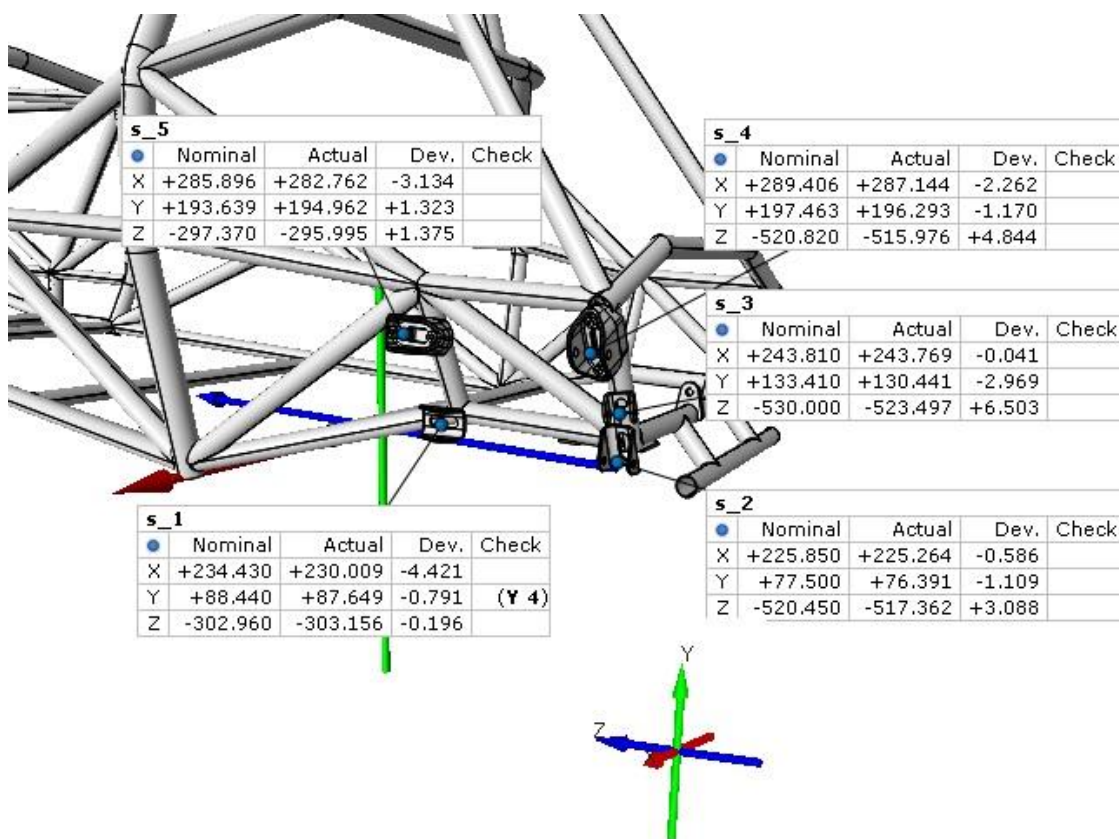 s_5
Nominal Actual Dev. Check
X +285.896 +282.762 -3.134
Y +193.639 +194.962 +1.323
Z -297.370 -295.995 +1.375
s_4
Nominal Actual Dev. Check
X +289.406 +287.144 -2.262
Y +197.463 +196.293 -1.170
Z -520.820 -515.976 +4.844
s_3
Nominal Actual Dev. Check
X +243.810 +243.769 -0.041
Y +133.410 +130.441 -2.969
Z -530.000 -523.497 +6.503
s_2
Nominal Actual Dev. Check
X +225.850 +225.264 -0.586
Y +77.500 +76.391 -1.109
Z -520.450 -517.362 +3.088
s_1
Nominal Actual Dev. Check
X +234.430 +230.009 -4.421
Y +88.440 +87.649 -0.791 (Y 4)
Z -302.960 -303.156 -0.196
Y
Z